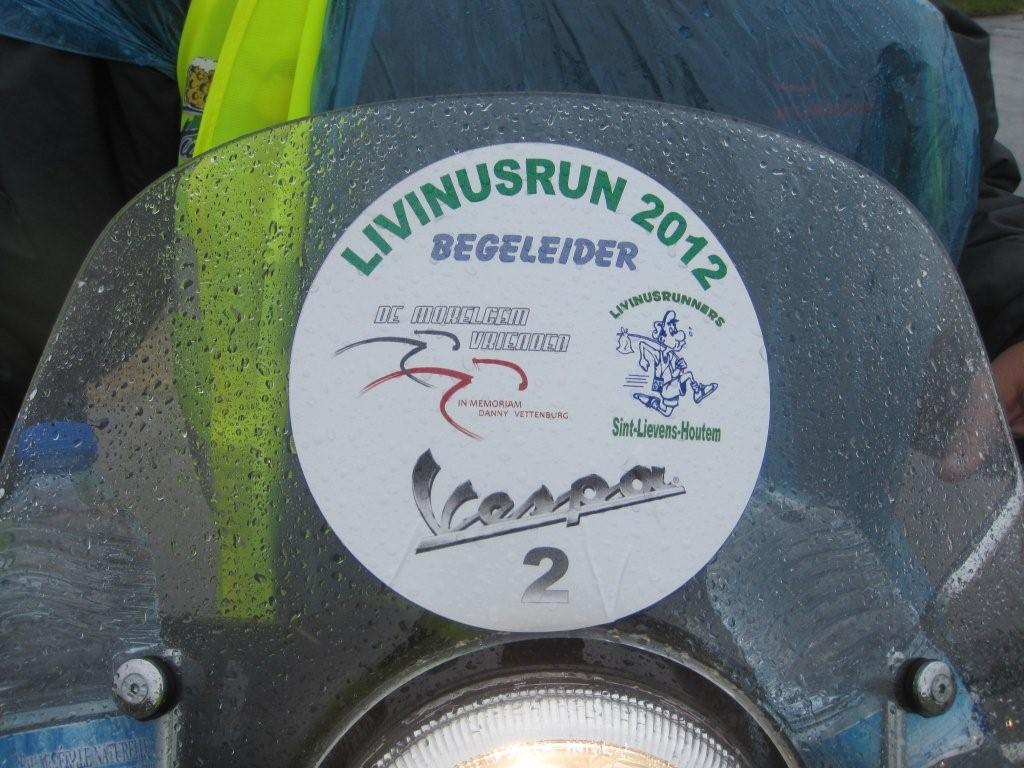 LIVINUSRUN 2012
BEGELEIDER
DE MORELGEM
VRIENDEN
IN MEMORIAM
DANNY VETTENBURG
LIVINUSRUNNERS
Sint-Lievens-Houtem
Vespa
2